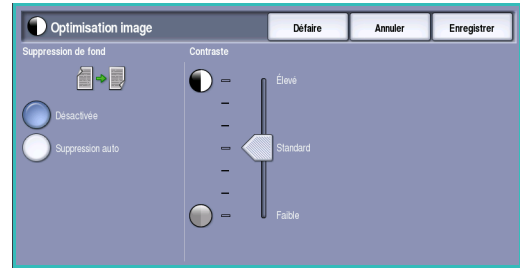 Optimisation image
Défaire
Annuler
Enregistrer
Suppression de fond
Contraste
Désactivée
Suppression auto
Élevé
Standard
Faible